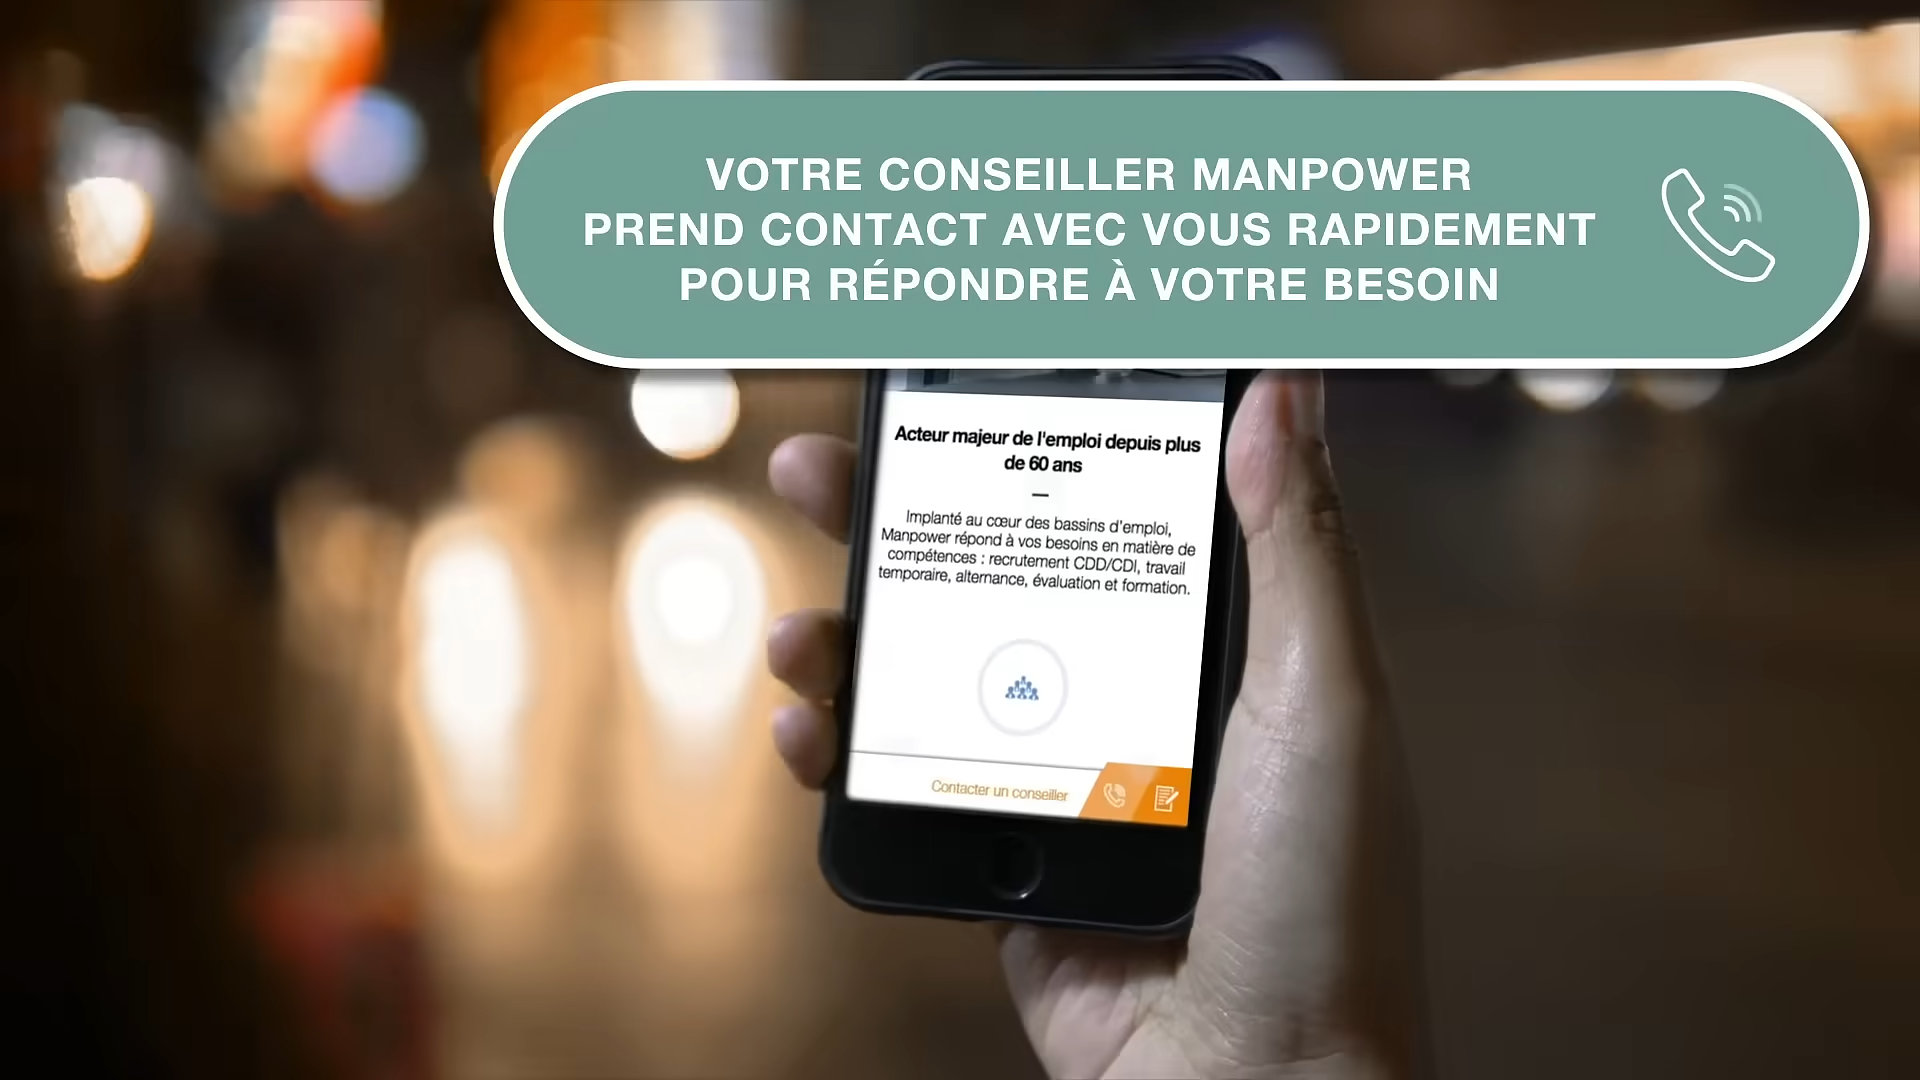 VOTRE CONSEILLER MANPOWER
PREND CONTACT AVEC VOUS RAPIDEMENT
POUR RÉPONDRE À VOTRE BESOIN
Acteur majeur de l'emploi depuis plus
de 60 ans
Implanté au cœur des bassins d'emploi,
Manpower répond à vos besoins en matière de
compétences : recrutement CDD/CDI, travail
temporaire, alternance, évaluation et formation.
Contacter un conseiller